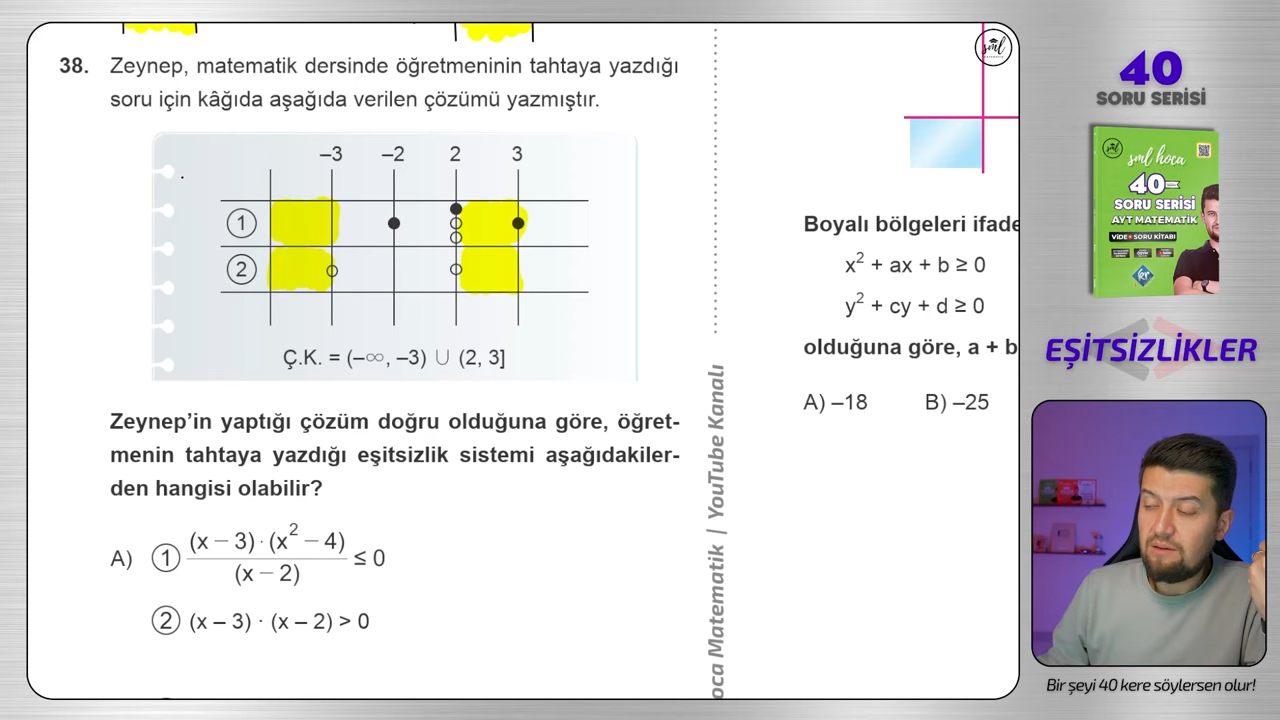 38. Zeynep, matematik dersinde öğretmeninin tahtaya yazdığı
soru için kâğıda aşağıda verilen çözümü yazmıştır.
–3 –2 2 3
1
2
Ç.K. = (–∞, –3) ∪ (2, 3]
Zeynep’in yaptığı çözüm doğru olduğuna göre, öğret-
menin tahtaya yazdığı eşitsizlik sistemi aşağıdakiler-
den hangisi olabilir?
A) ① (x – 3) · (x² – 4) / (x – 2) ≤ 0
② (x – 3) · (x – 2) > 0
oca Matematik | YouTube Kanalı
sml
Boyalı bölgeleri ifade
x² + ax + b ≥ 0
y² + cy + d ≥ 0
olduğuna göre, a + b
A) –18 B) –25
40
SORU SERİSİ
sml hoca
40
SORU SERİSİ
AYT MATEMATİK
VİDEO SORU KİTABI
EŞİTSİZLİKLER
Bir şeyi 40 kere söylersen olur!